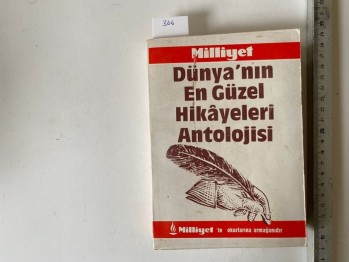 306
Milliyet
Dünya'nın
En Güzel
Hikâyeleri
Antolojisi
Milliyet 'in okurlarına armağanıdır